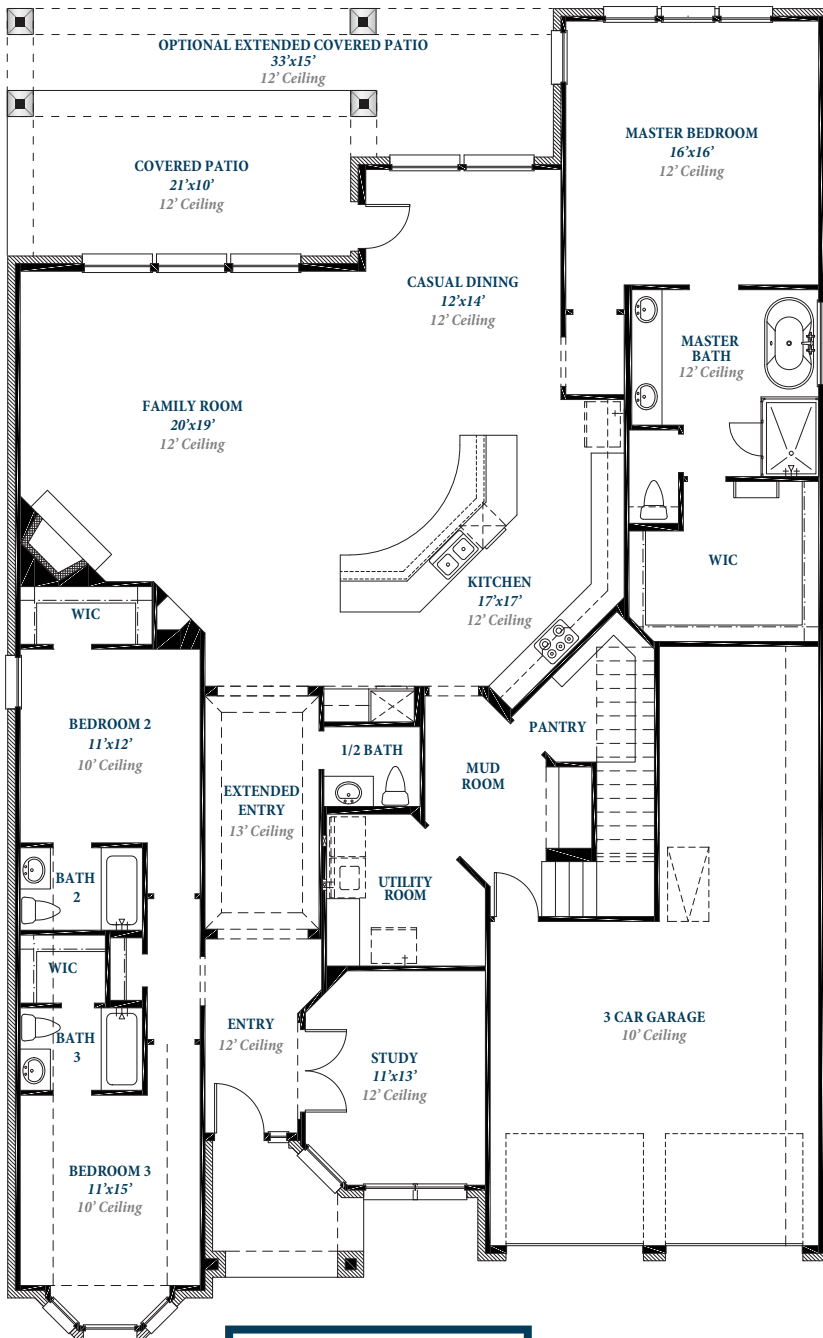 OPTIONAL EXTENDED COVERED PATIO
33'x15'
12' Ceiling
MASTER BEDROOM
16'x16'
12' Ceiling
COVERED PATIO
21'x10'
12' Ceiling
CASUAL DINING
12'x14'
12' Ceiling
MASTER
BATH
12' Ceiling
FAMILY ROOM
20'x19'
12' Ceiling
WIC
KITCHEN
17'x17'
12' Ceiling
WIC
BEDROOM 2
11'x12'
10' Ceiling
PANTRY
1/2 BATH
MUD
ROOM
EXTENDED
ENTRY
13' Ceiling
BATH
2
UTILITY
ROOM
WIC
ENTRY
12' Ceiling
3 CAR GARAGE
10' Ceiling
BATH
3
STUDY
11'x13'
12' Ceiling
BEDROOM 3
11'x15'
10' Ceiling